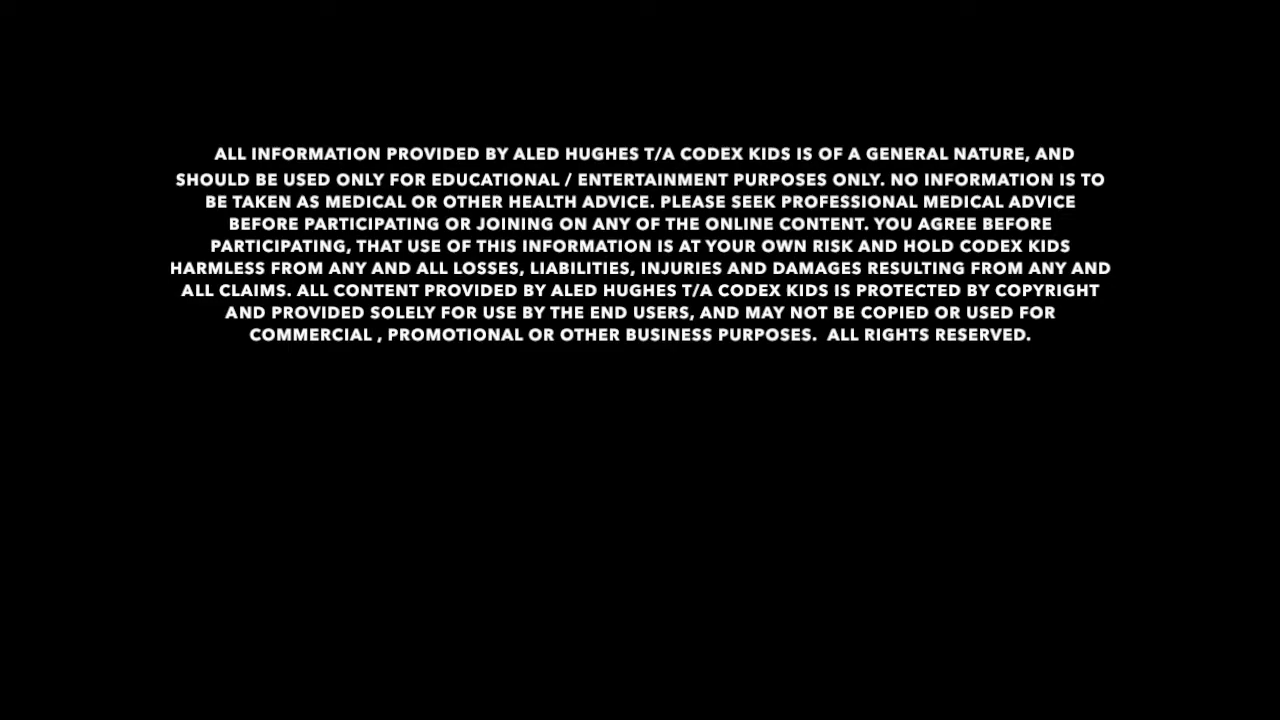 ALL INFORMATION PROVIDED BY ALED HUGHES T/A CODEX KIDS IS OF A GENERAL NATURE, AND
SHOULD BE USED ONLY FOR EDUCATIONAL / ENTERTAINMENT PURPOSES ONLY. NO INFORMATION IS TO
BE TAKEN AS MEDICAL OR OTHER HEALTH ADVICE. PLEASE SEEK PROFESSIONAL MEDICAL ADVICE
BEFORE PARTICIPATING OR JOINING ON ANY OF THE ONLINE CONTENT. YOU AGREE BEFORE
PARTICIPATING, THAT USE OF THIS INFORMATION IS AT YOUR OWN RISK AND HOLD CODEX KIDS
HARMLESS FROM ANY AND ALL LOSSES, LIABILITIES, INJURIES AND DAMAGES RESULTING FROM ANY AND
ALL CLAIMS. ALL CONTENT PROVIDED BY ALED HUGHES T/A CODEX KIDS IS PROTECTED BY COPYRIGHT
AND PROVIDED SOLELY FOR USE BY THE END USERS, AND MAY NOT BE COPIED OR USED FOR
COMMERCIAL , PROMOTIONAL OR OTHER BUSINESS PURPOSES.  ALL RIGHTS RESERVED.